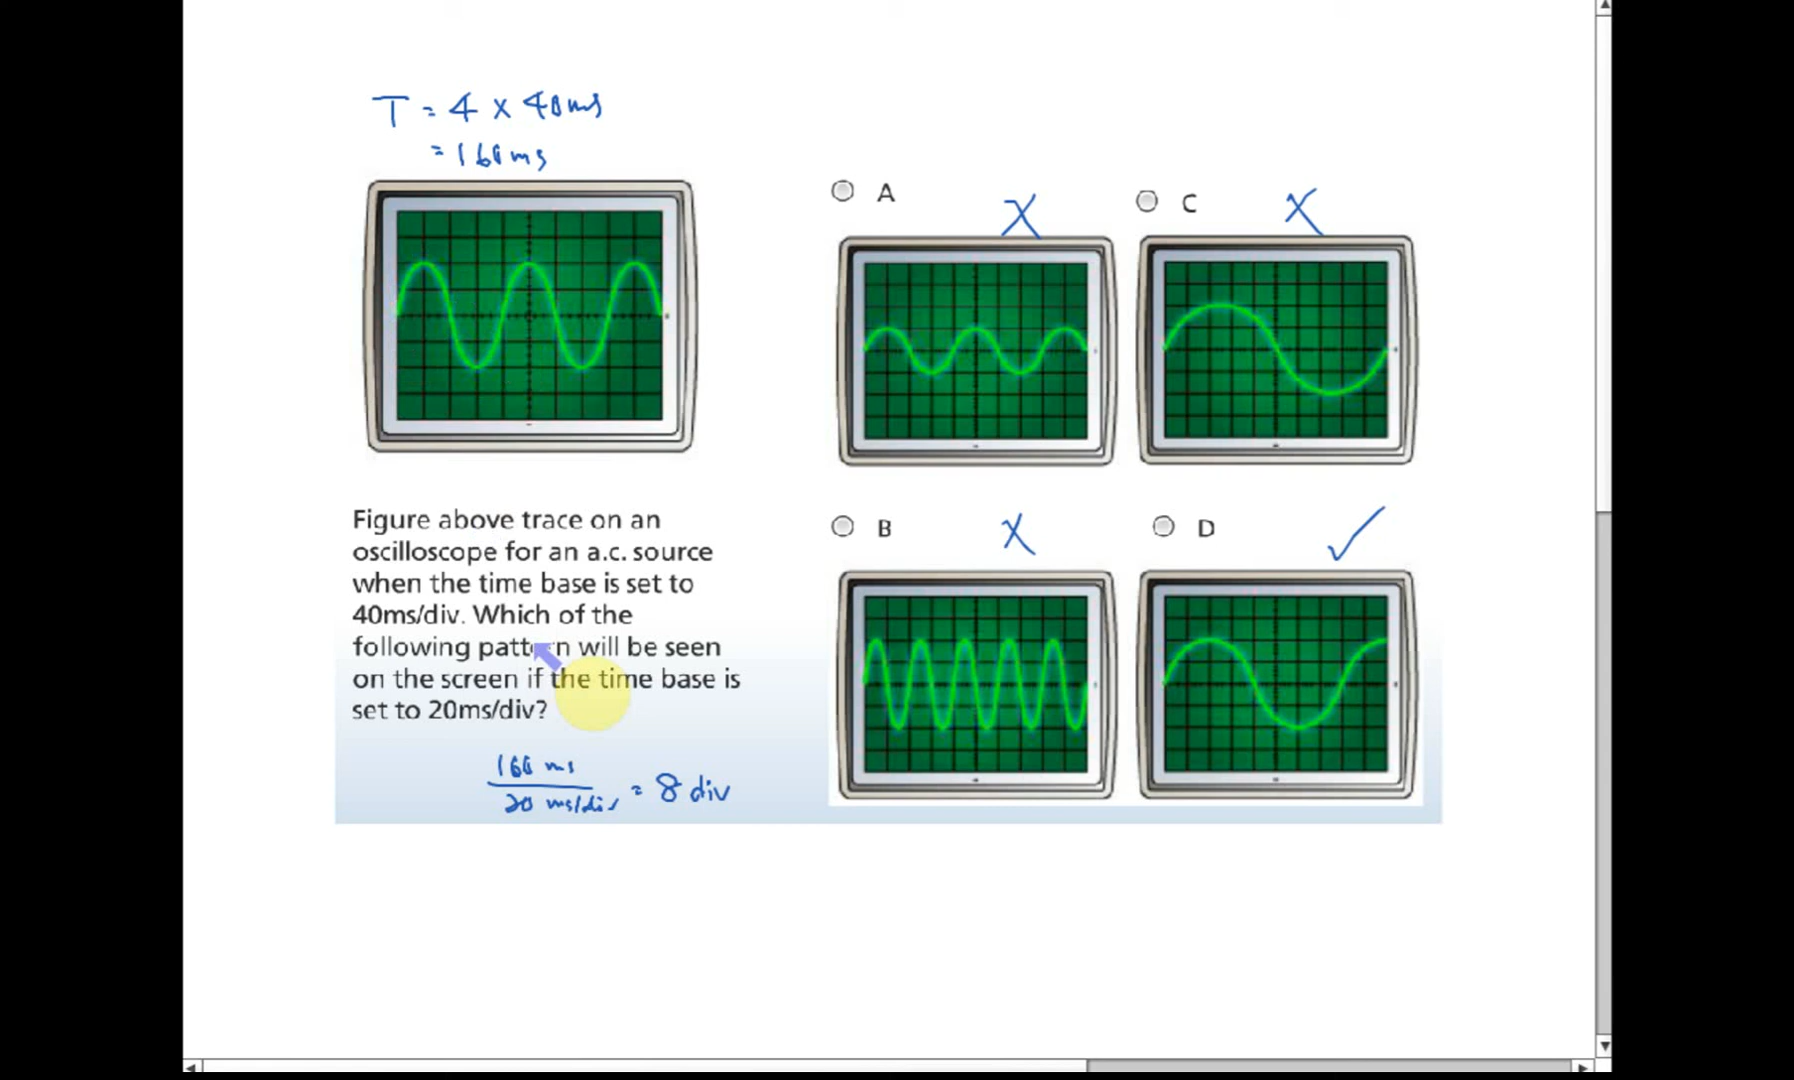 T = 4 x 40ms
= 160ms
A
X
C
X
Figure above trace on an
oscilloscope for an a.c. source
when the time base is set to
40ms/div. Which of the
following pattern will be seen
on the screen if the time base is
set to 20ms/div?
160 ms
20 ms/div = 8 div
B
X
D
✓